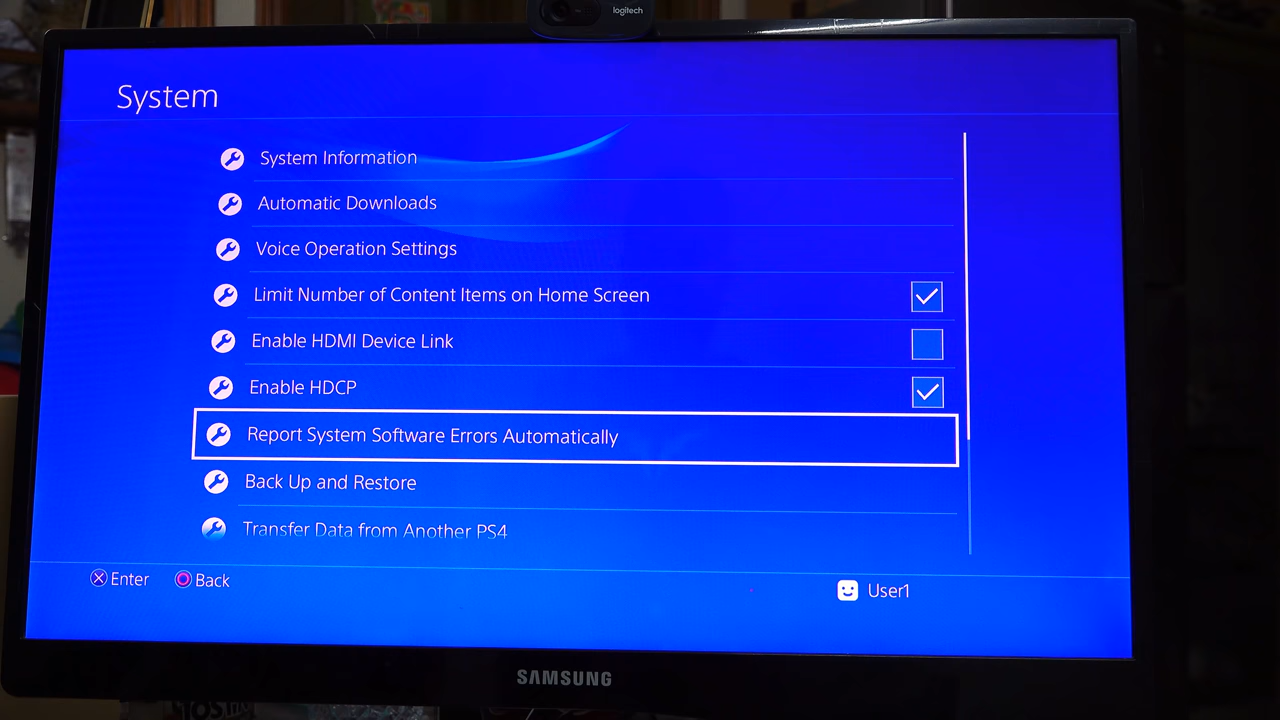 logitech
System
System Information
Automatic Downloads
Voice Operation Settings
Limit Number of Content Items on Home Screen
Enable HDMI Device Link
Enable HDCP
Report System Software Errors Automatically
Back Up and Restore
Transfer Data from Another PS4
Enter Back
User1
SAMSUNG